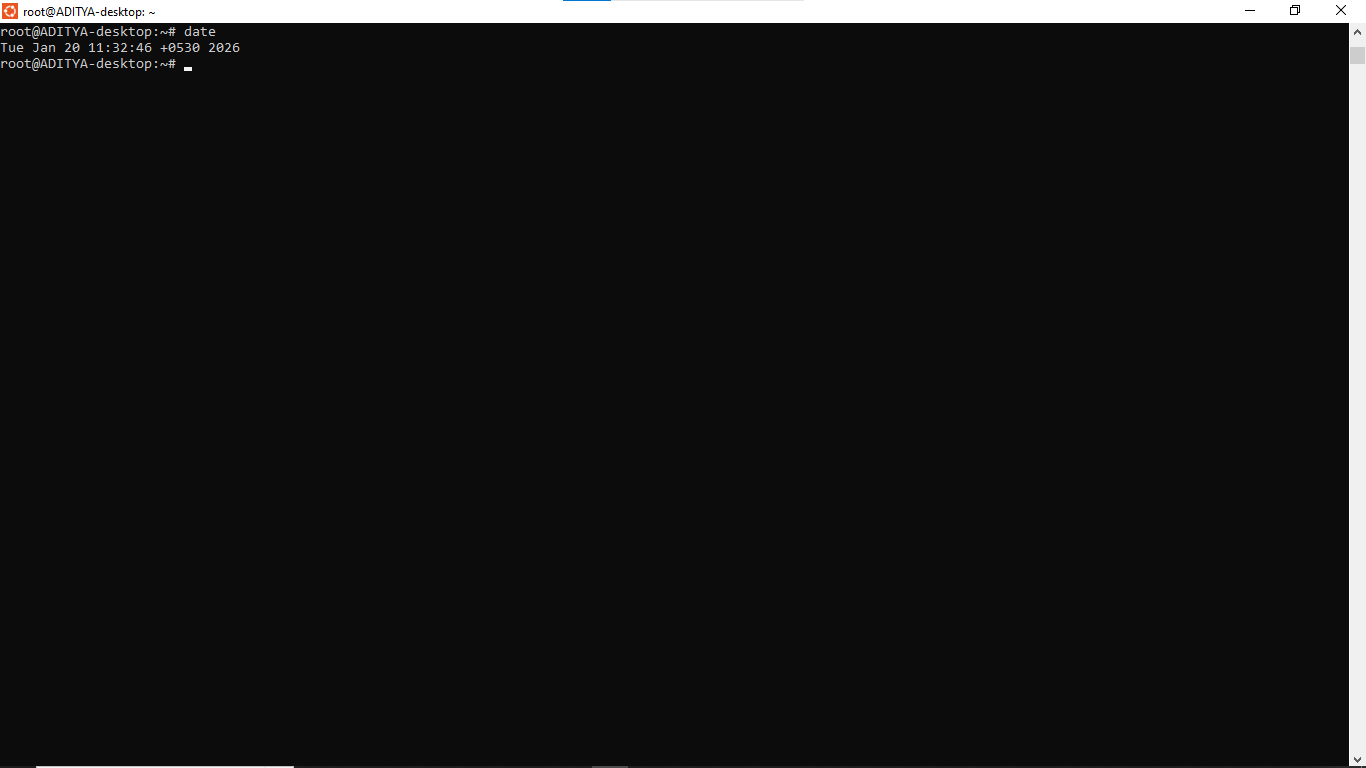 root@ADITYA-desktop: ~
root@ADITYA-desktop:~# date
Tue Jan 20 11:32:46 +0530 2026
root@ADITYA-desktop:~#